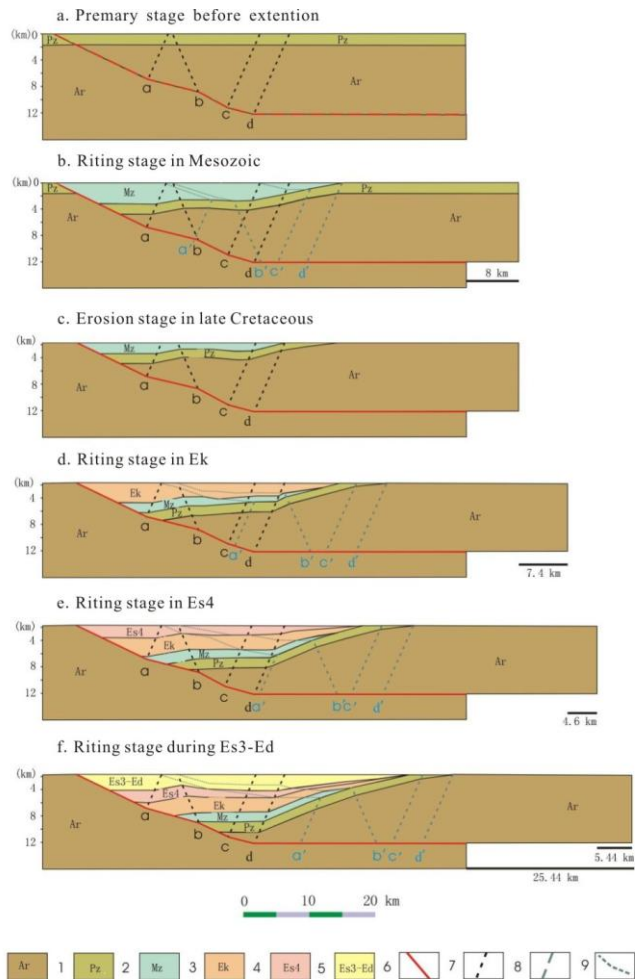 a. Premary stage before extention
(km)0
Pz
Pz
4
Ar
Ar
8
a
b
12
c
d
b. Riting stage in Mesozoic
(km)0
Pz
Mz
Pz
4
Ar
Ar
8
a
a' b
12
c
d b' c' d'
8 km
c. Erosion stage in late Cretaceous
(km)
Mz
Pz
4
Ar
Ar
8
a
b
12
c
d
d. Riting stage in Ek
(km)
Ek
4
Mz
Ar
Ar
8
a
Pz
b
12
c a'
d
b' c' d'
7.4 km
e. Riting stage in Es4
(km)
Es4
4
Ek
Mz
Ar
Ar
8
a
Pz
b
12
c
d a'
b' c' d'
4.6 km
f. Riting stage during Es3-Ed
(km)
Es3-Ed
4
Es4
Ek
Ar
Ar
8
a
Mz
b
Pz
12
c
d
a'
b' c' d'
5.44 km
16
25.44 km
0 10 20 km
Ar 1 Pz 2 Mz 3 Ek 4 Es4 5 Es3-Ed 6 7 8 9